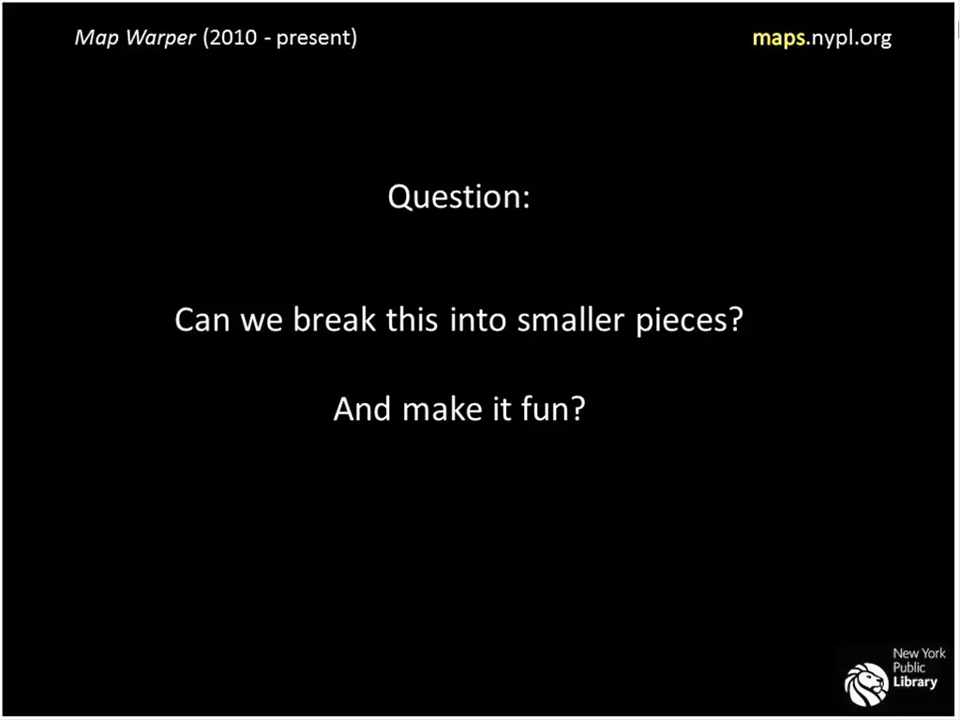 Map Warper (2010 - present)
maps.nypl.org
Question:
Can we break this into smaller pieces?
And make it fun?
New York
Public
Library